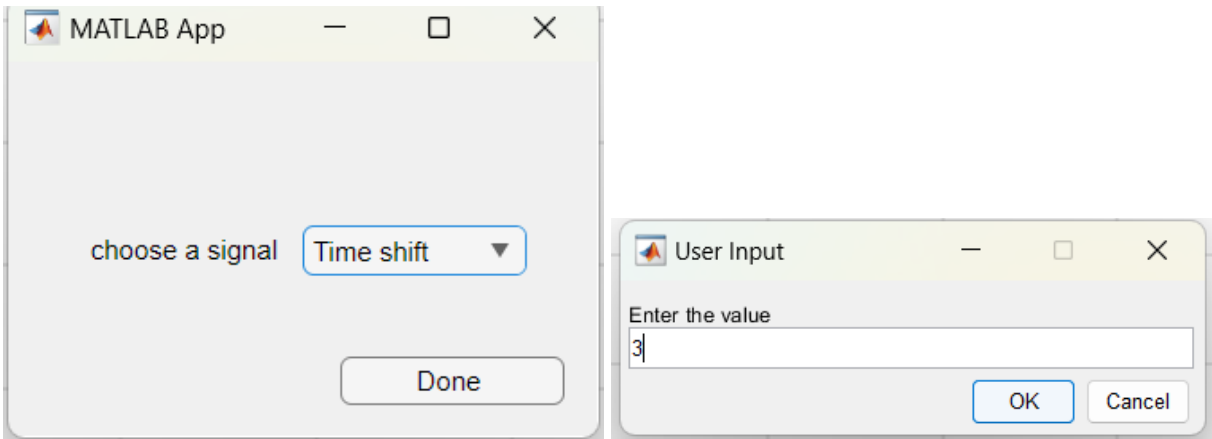 MATLAB App
choose a signal Time shift
Done
User Input
Enter the value
3
OK Cancel